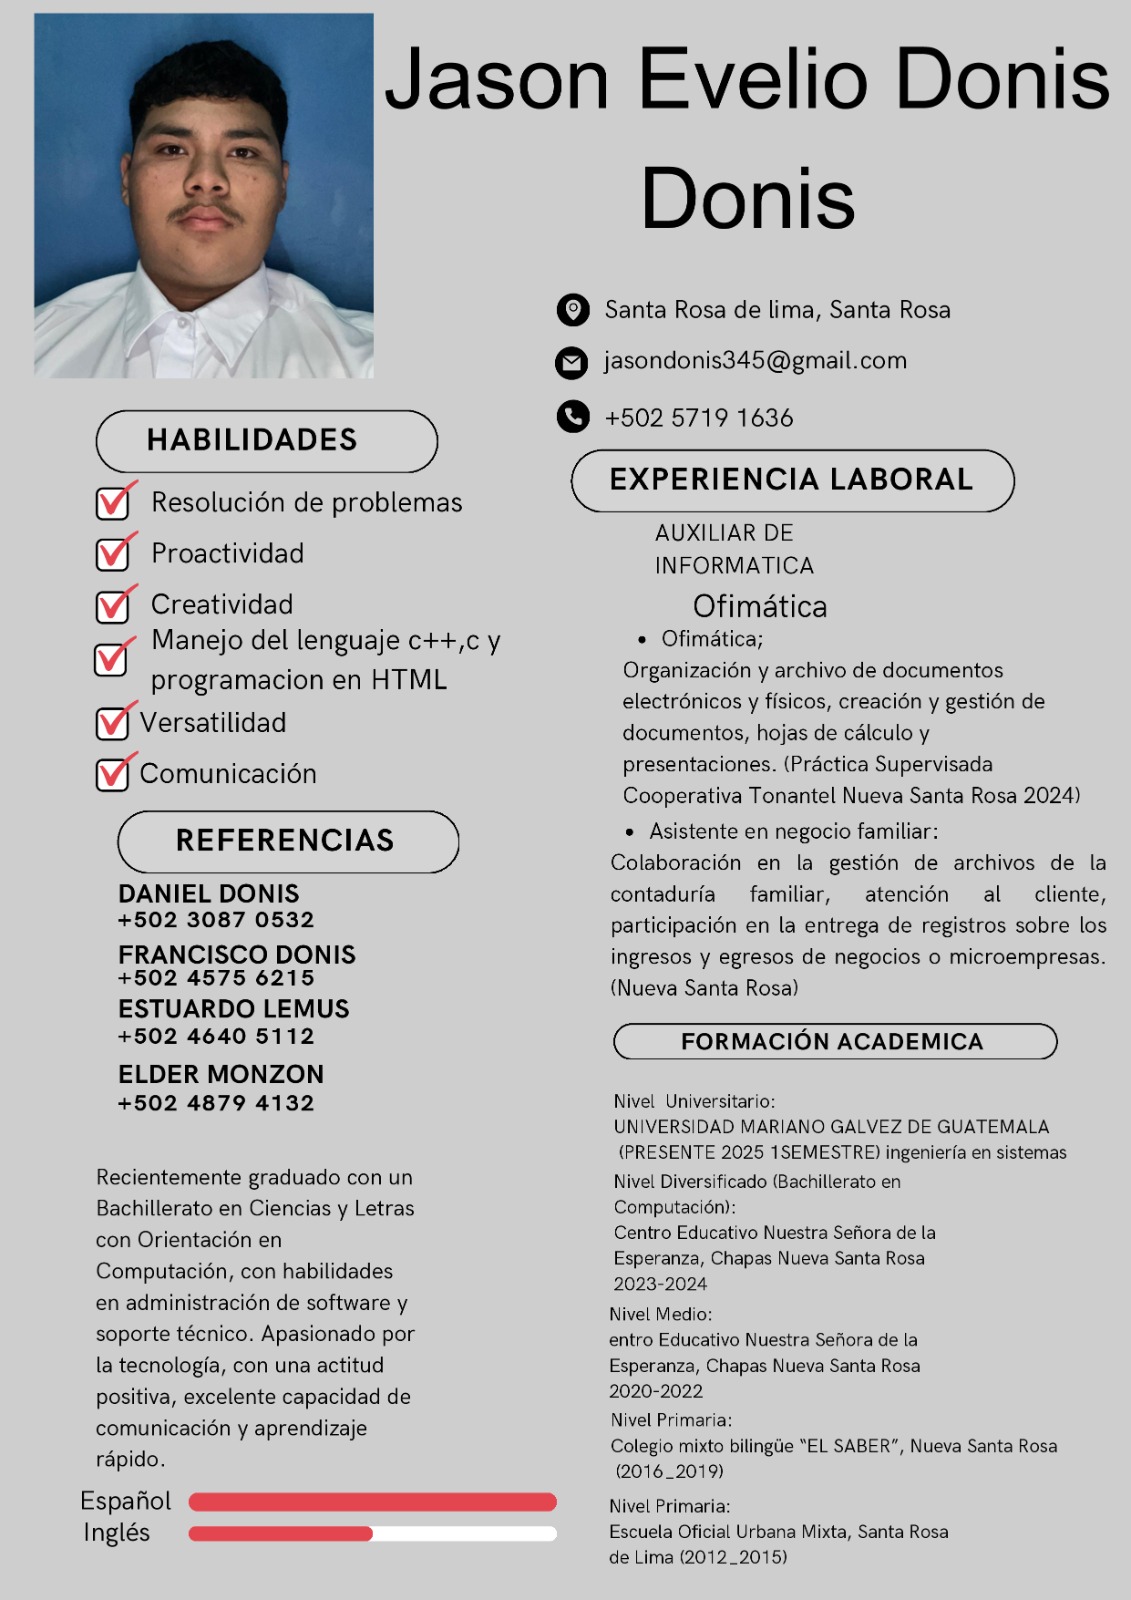 Jason Evelio Donis
Donis
Santa Rosa de lima, Santa Rosa
jasondonis345@gmail.com
+502 5719 1636
HABILIDADES
Resolución de problemas
Proactividad
Creatividad
Manejo del lenguaje c++,c y
programacion en HTML
Versatilidad
Comunicación
REFERENCIAS
DANIEL DONIS
+502 3087 0532
FRANCISCO DONIS
+502 4575 6215
ESTUARDO LEMUS
+502 4640 5112
ELDER MONZON
+502 4879 4132
Recientemente graduado con un
Bachillerato en Ciencias y Letras
con Orientación en
Computación, con habilidades
en administración de software y
soporte técnico. Apasionado por
la tecnología, con una actitud
positiva, excelente capacidad de
comunicación y aprendizaje
rápido.
Español
Inglés
EXPERIENCIA LABORAL
AUXILIAR DE
INFORMATICA
Ofimática
• Ofimática;
Organización y archivo de documentos
electrónicos y físicos, creación y gestión de
documentos, hojas de cálculo y
presentaciones. (Práctica Supervisada
Cooperativa Tonantel Nueva Santa Rosa 2024)
• Asistente en negocio familiar:
Colaboración en la gestión de archivos de la
contaduría familiar, atención al cliente,
participación en la entrega de registros sobre los
ingresos y egresos de negocios o microempresas.
(Nueva Santa Rosa)
FORMACIÓN ACADEMICA
Nivel Universitario:
UNIVERSIDAD MARIANO GALVEZ DE GUATEMALA
(PRESENTE 2025 1SEMESTRE) ingeniería en sistemas
Nivel Diversificado (Bachillerato en
Computación):
Centro Educativo Nuestra Señora de la
Esperanza, Chapas Nueva Santa Rosa
2023-2024
Nivel Medio:
entro Educativo Nuestra Señora de la
Esperanza, Chapas Nueva Santa Rosa
2020-2022
Nivel Primaria:
Colegio mixto bilingüe “EL SABER”, Nueva Santa Rosa
(2016_2019)
Nivel Primaria:
Escuela Oficial Urbana Mixta, Santa Rosa
de Lima (2012_2015)